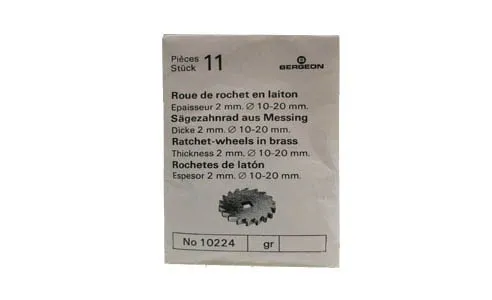 Pièces
Stück 11
B
BERGEON
Roue de rochet en laiton
Epaisseur 2 mm. ∅ 10-20 mm.
Sägezahnrad aus Messing
Dicke 2 mm. ∅ 10-20 mm.
Ratchet-wheels in brass
Thickness 2 mm. ∅ 10-20 mm.
Rochetes de latón
Espesor 2 mm. ∅ 10-20 mm.
No 10224 gr